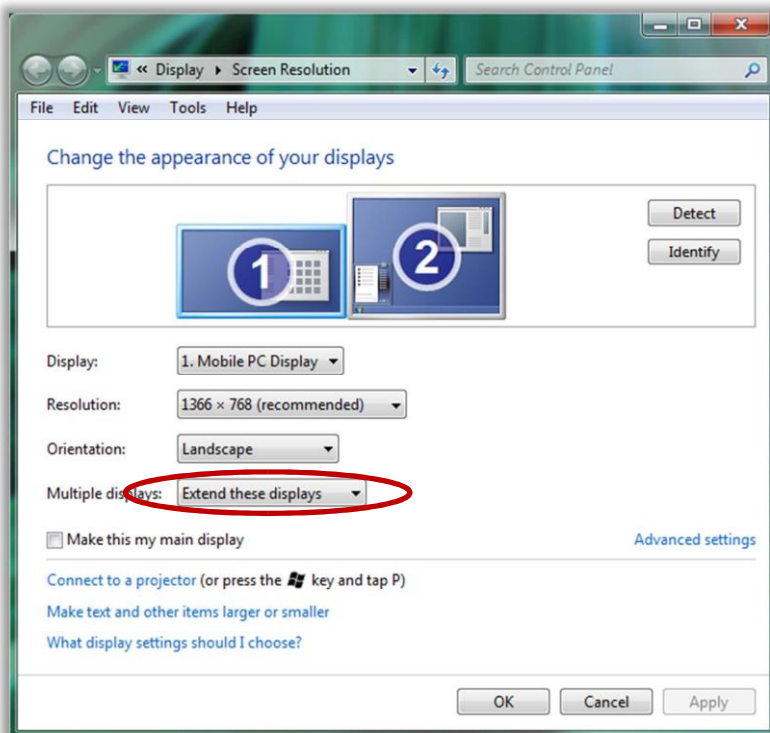 « Display ▸ Screen Resolution
Search Control Panel
File Edit View Tools Help
Change the appearance of your displays
1
2
Detect
Identify
Display: 1. Mobile PC Display
Resolution: 1366 × 768 (recommended)
Orientation: Landscape
Multiple displays: Extend these displays
Make this my main display
Advanced settings
Connect to a projector (or press the key and tap P)
Make text and other items larger or smaller
What display settings should I choose?
OK Cancel Apply